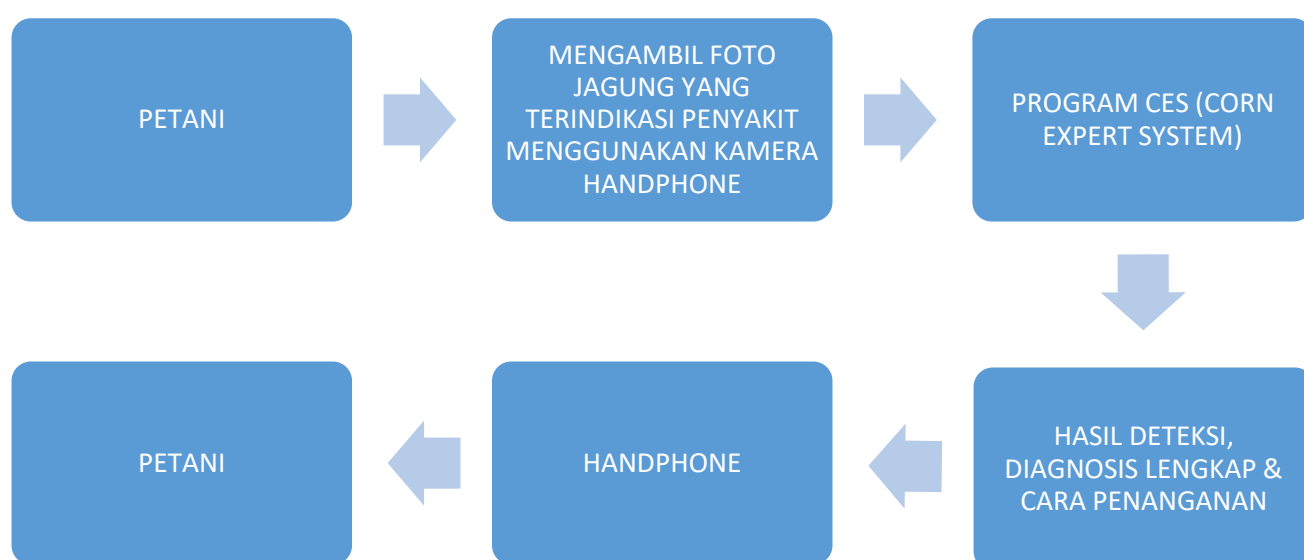 PETANI
MENGAMBIL FOTO
JAGUNG YANG
TERINDIKASI PENYAKIT
MENGGUNAKAN KAMERA
HANDPHONE
PROGRAM CES (CORN
EXPERT SYSTEM)
HASIL DETEKSI,
DIAGNOSIS LENGKAP &
CARA PENANGANAN
HANDPHONE
PETANI